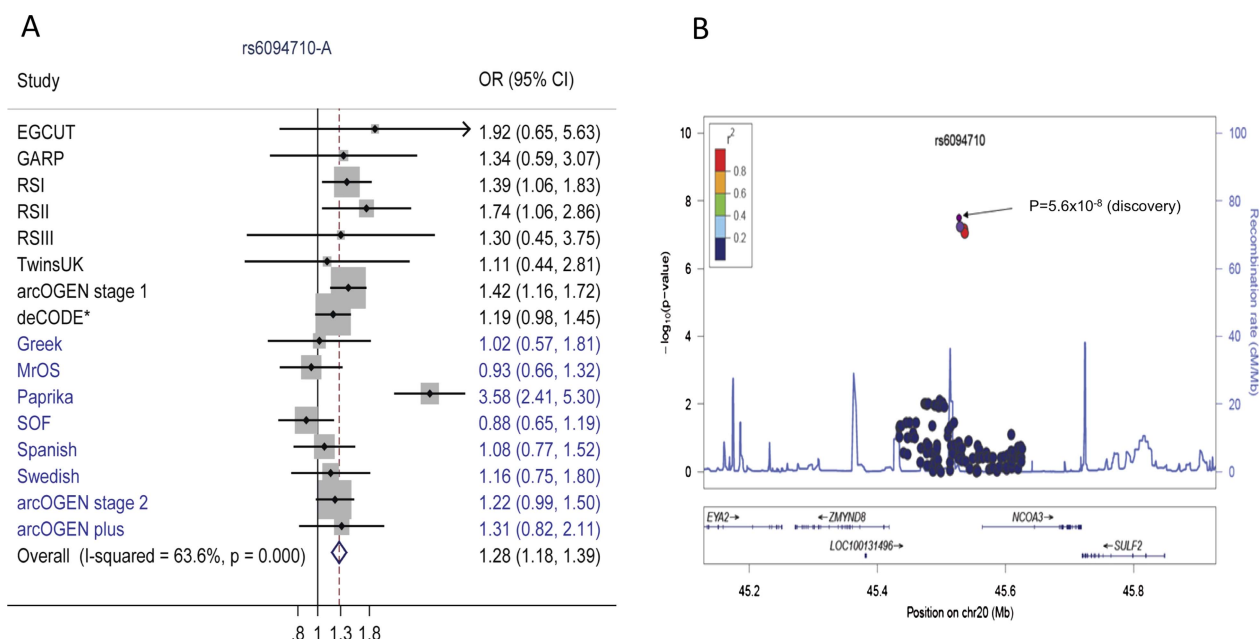 A
rs6094710-A
Study OR (95% CI)
EGCUT 1.92 (0.65, 5.63)
GARP 1.34 (0.59, 3.07)
RSI 1.39 (1.06, 1.83)
RSII 1.74 (1.06, 2.86)
RSIII 1.30 (0.45, 3.75)
TwinsUK 1.11 (0.44, 2.81)
arcOGEN stage 1 1.42 (1.16, 1.72)
deCODE* 1.19 (0.98, 1.45)
Greek 1.02 (0.57, 1.81)
MrOS 0.93 (0.66, 1.32)
Paprika 3.58 (2.41, 5.30)
SOF 0.88 (0.65, 1.19)
Spanish 1.08 (0.77, 1.52)
Swedish 1.16 (0.75, 1.80)
arcOGEN stage 2 1.22 (0.99, 1.50)
arcOGEN plus 1.31 (0.82, 2.11)
Overall (I-squared = 63.6%, p = 0.000) 1.28 (1.18, 1.39)
.8 1 1.3 1.8
B
rs6094710
r²
0.8
0.6
0.4
0.2
P=5.6x10⁻⁸ (discovery)
10
8
6
4
2
0
−log₁₀(p−value)
100
80
60
40
20
0
Recombination rate (cM/Mb)
EYA2→ ←ZMYND8 NCOA3→
LOC100131496→ ←SULF2
45.2 45.4 45.6 45.8
Position on chr20 (Mb)